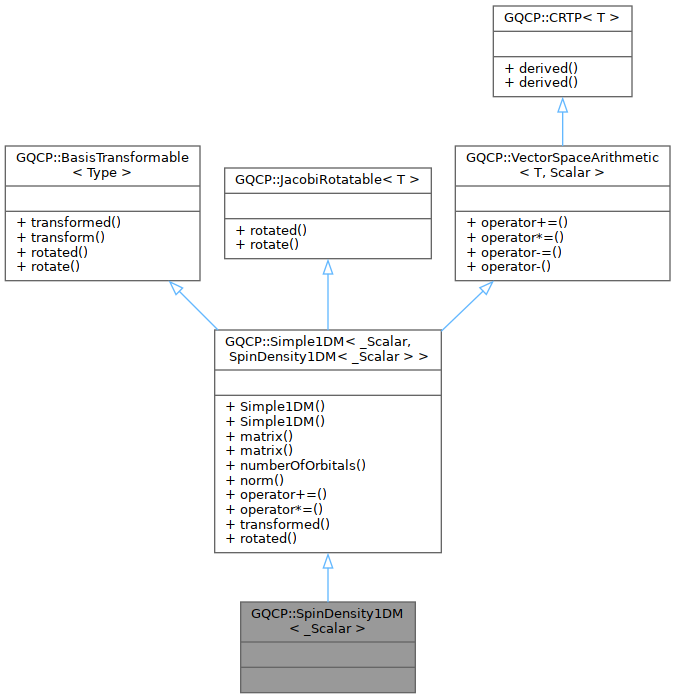 GQCP::CRTP< T >
+ derived()
+ derived()
GQCP::BasisTransformable
< Type >
+ transformed()
+ transform()
+ rotated()
+ rotate()
GQCP::JacobiRotatable< T >
+ rotated()
+ rotate()
GQCP::VectorSpaceArithmetic
< T, Scalar >
+ operator+=()
+ operator*=()
+ operator-=()
+ operator-()
GQCP::Simple1DM< _Scalar,
SpinDensity1DM< _Scalar > >
+ Simple1DM()
+ Simple1DM()
+ matrix()
+ matrix()
+ numberOfOrbitals()
+ norm()
+ operator+=()
+ operator*=()
+ transformed()
+ rotated()
GQCP::SpinDensity1DM
< _Scalar >